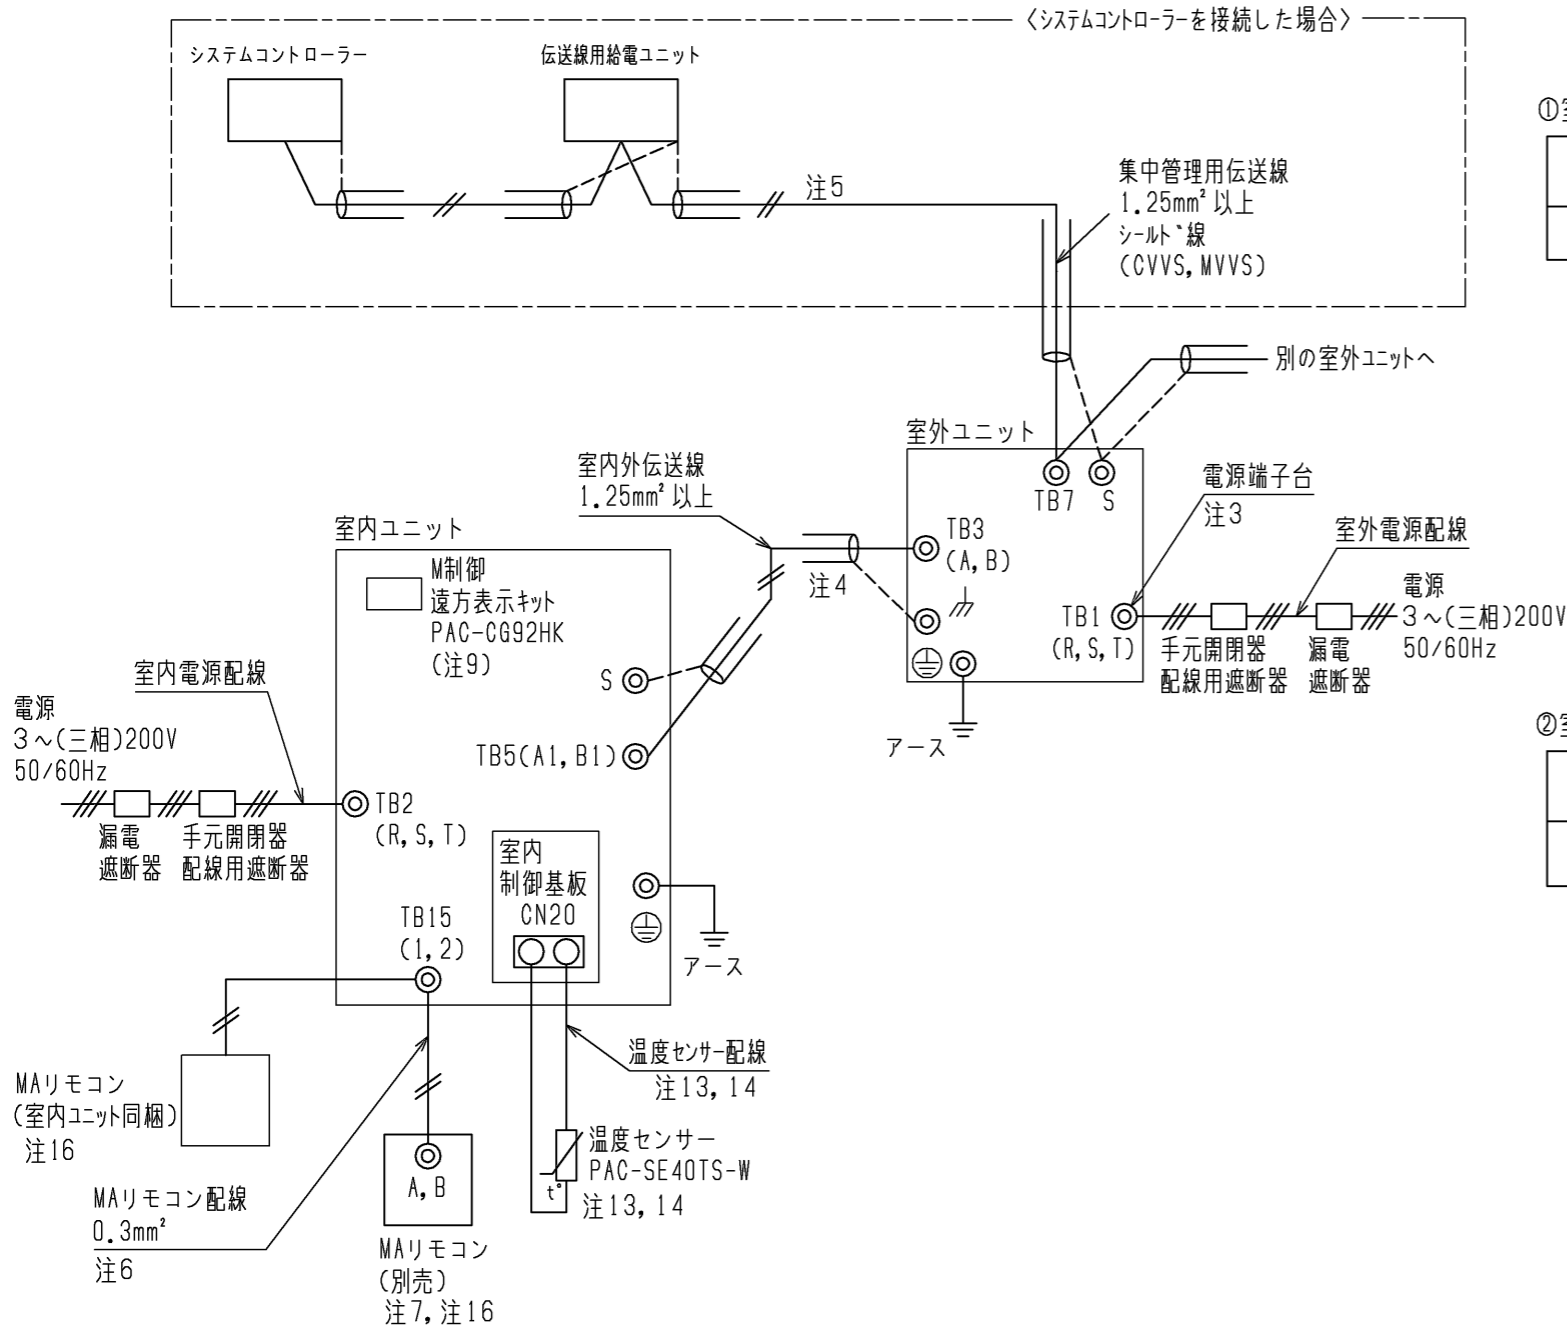 〈システムコントローラーを接続した場合〉
システムコントローラー
伝送線用給電ユニット
注5
集中管理用伝送線
1.25mm²以上
シールド線
(CVVS,MVVS)
別の室外ユニットへ
①室
室外ユニット
TB7
S
TB3
(A,B)
TB1
(R,S,T)
アース
電源端子台
注3
室外電源配線
電源
3～(三相)200V
50/60Hz
手元開閉器
配線用遮断器
漏電
遮断器
②室
室内外伝送線
1.25mm²以上
注4
室内ユニット
M制御
遠方表示キット
PAC-CG92HK
(注9)
S
TB5(A1,B1)
室内電源配線
電源
3～(三相)200V
50/60Hz
漏電
遮断器
手元開閉器
配線用遮断器
TB2
(R,S,T)
室内
制御基板
CN20
TB15
(1,2)
アース
温度センサー配線
注13,14
温度センサー
PAC-SE40TS-W
注13,14
t°
MAリモコン
(室内ユニット同梱)
注16
MAリモコン配線
0.3mm²
注6
A,B
MAリモコン
(別売)
注7,注16